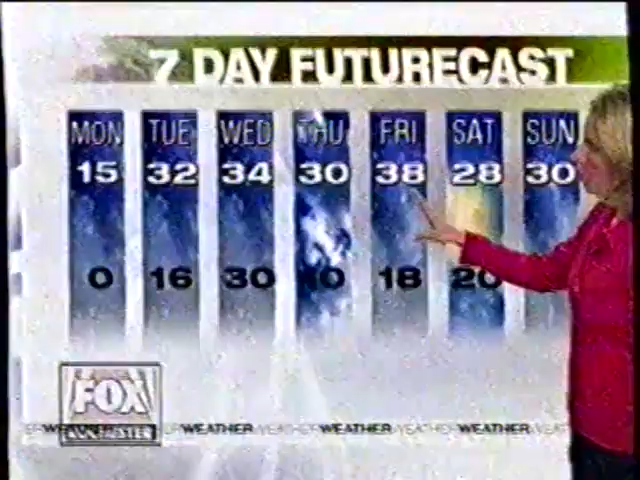 7 DAY FUTURECAST
MON TUE WED THU FRI SAT SUN
15 32 34 30 38 28 30
0 16 30 10 18 20
FOX
WEATHER WEATHER WEATHER WEATHER